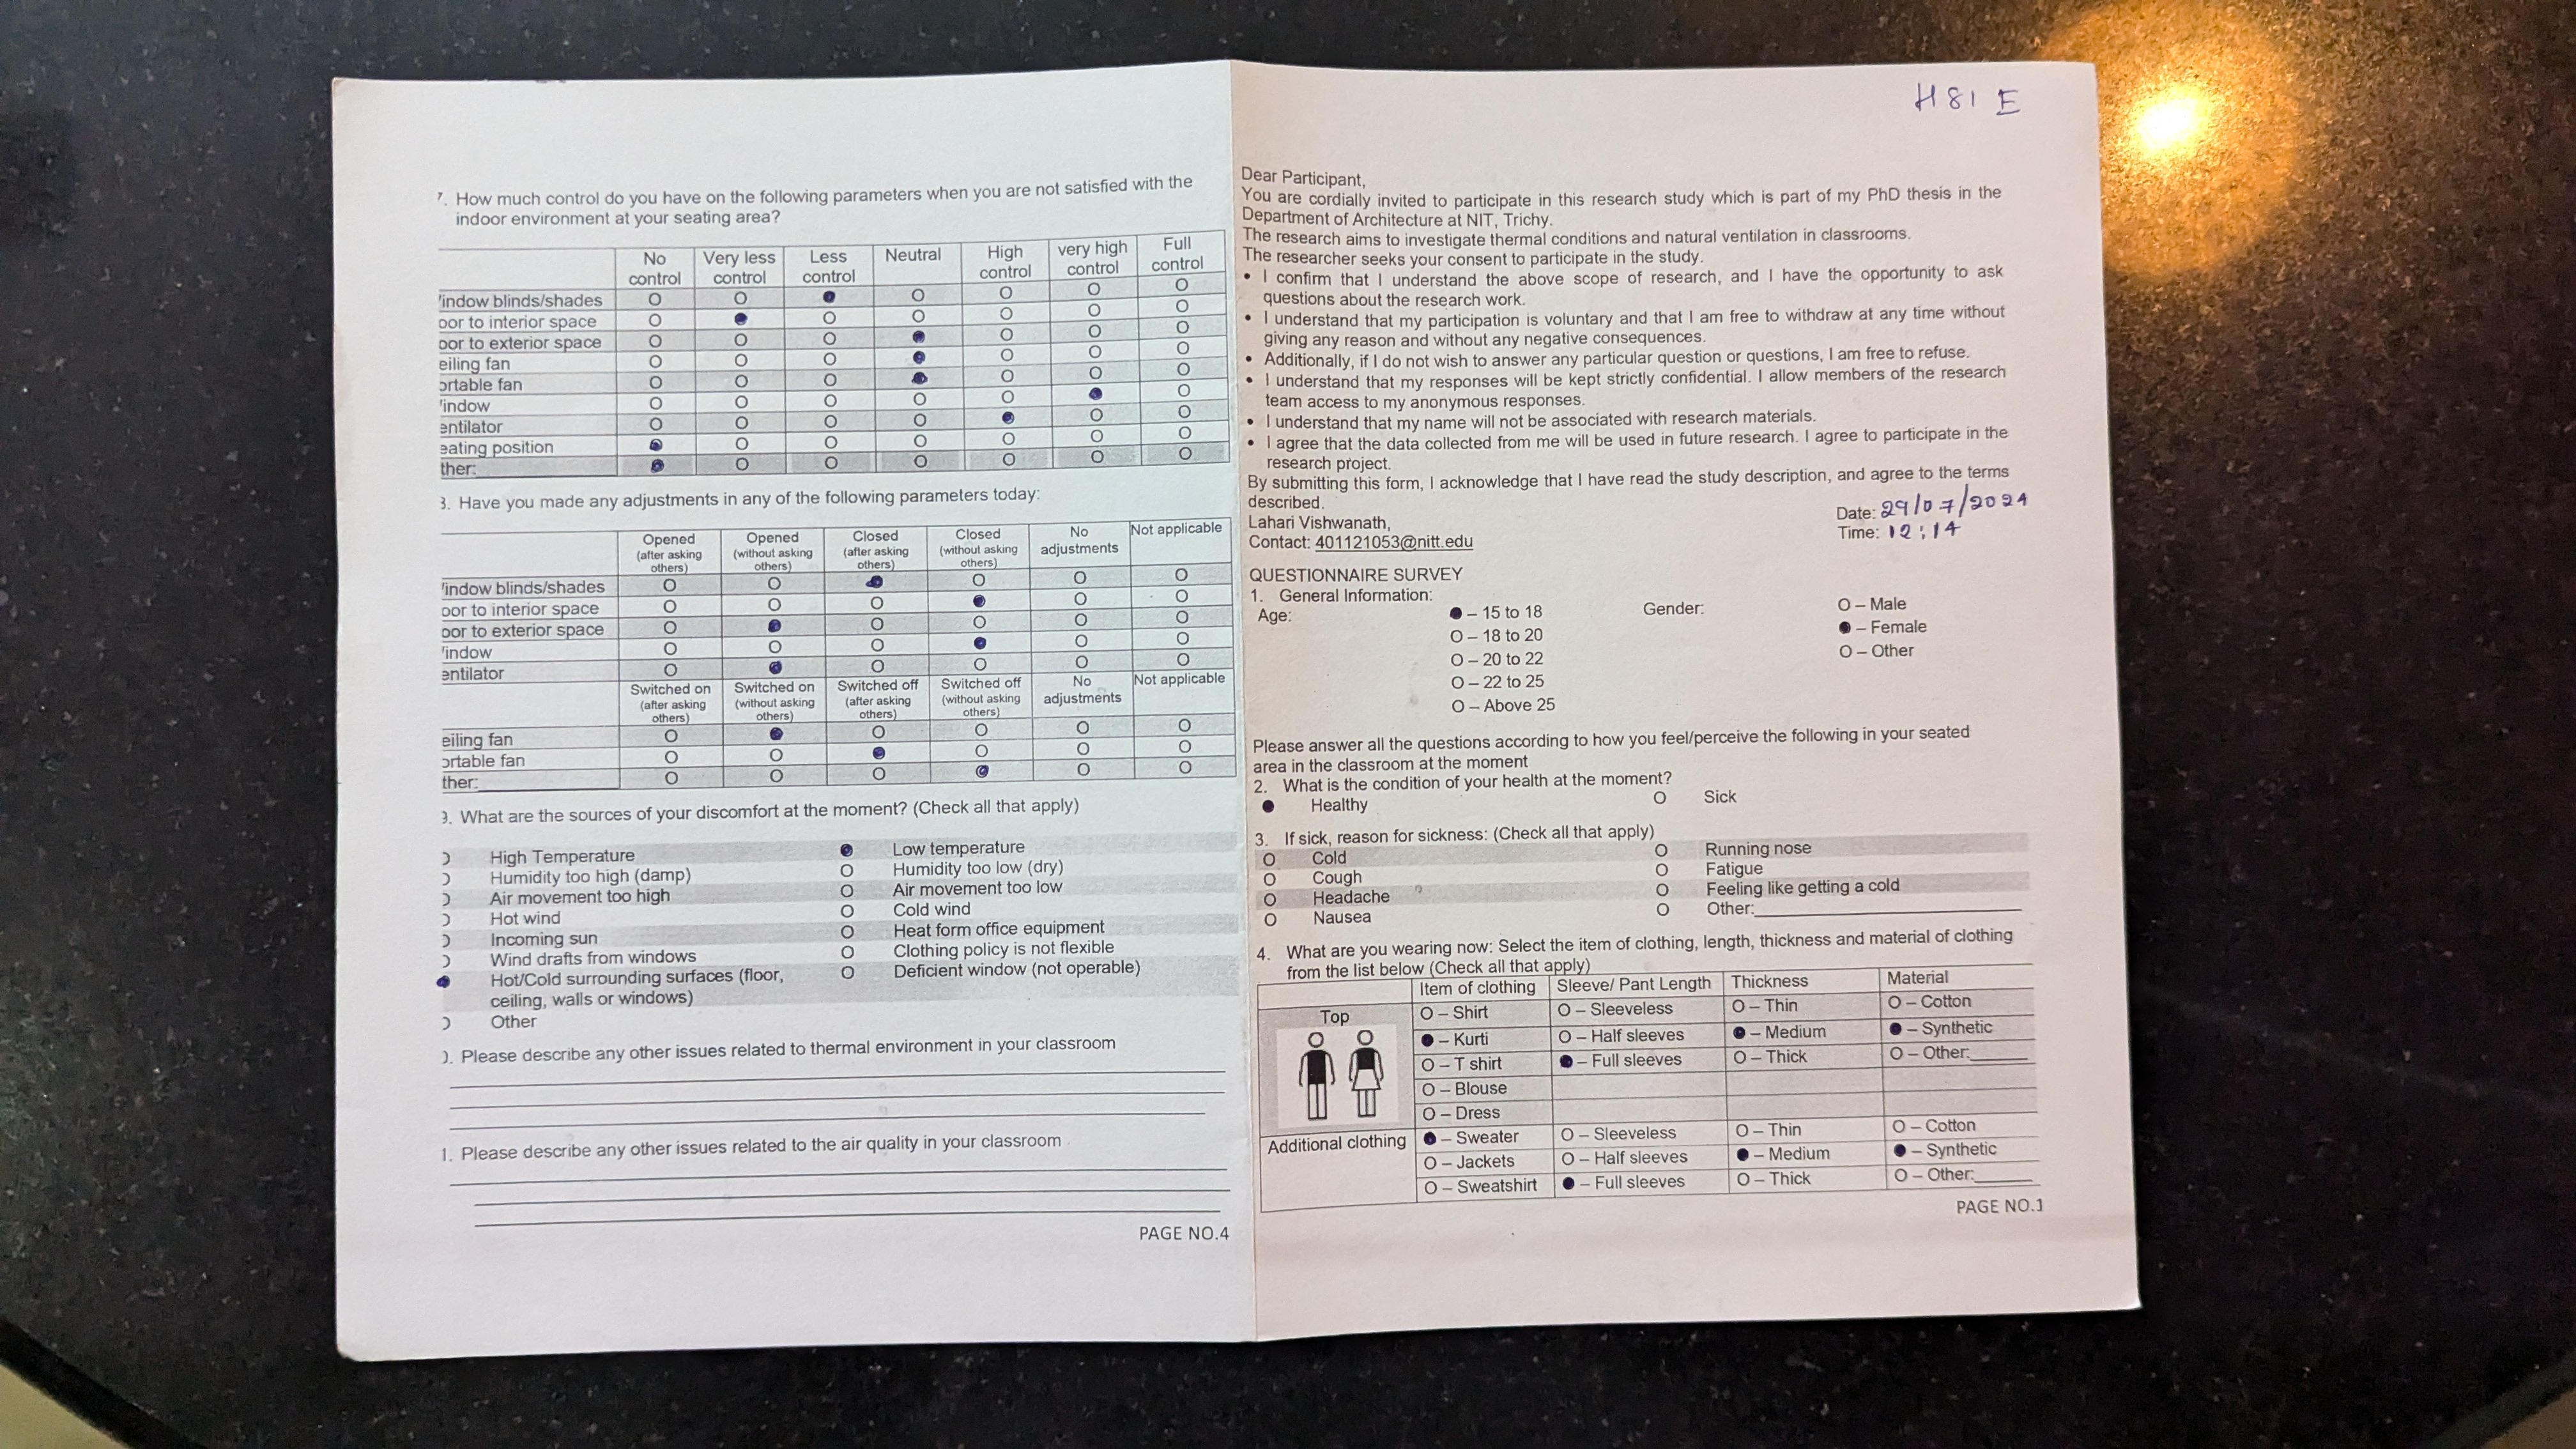 7. How much control do you have on the following parameters when you are not satisfied with the
indoor environment at your seating area?
No control Very less control Less control Neutral High control very high control Full control
indow blinds/shades O O ● O O O O
oor to interior space O ● O O O O O
oor to exterior space O O O ● O O O
eiling fan O O O ● O O O
ortable fan O O O ● O O O
indow O O O O O ● O
entilator O O O O ● O O
eating position ● O O O O O O
ther: ● O O O O O O
3. Have you made any adjustments in any of the following parameters today:
Opened (after asking others) Opened (without asking others) Closed (after asking others) Closed (without asking others) No adjustments Not applicable
indow blinds/shades O O ● O O O
oor to interior space O O O ● O O
oor to exterior space O ● O O O O
indow O O O ● O O
entilator O ● O O O O
Switched on (after asking others) Switched on (without asking others) Switched off (after asking others) Switched off (without asking others) No adjustments Not applicable
eiling fan O ● O O O O
ortable fan O O ● O O O
ther: O O O ● O O
9. What are the sources of your discomfort at the moment? (Check all that apply)
High Temperature ● Low temperature
Humidity too high (damp) O Humidity too low (dry)
Air movement too high O Air movement too low
Hot wind O Cold wind
Incoming sun O Heat form office equipment
Wind drafts from windows O Clothing policy is not flexible
● Hot/Cold surrounding surfaces (floor, O Deficient window (not operable)
ceiling, walls or windows)
Other
). Please describe any other issues related to thermal environment in your classroom
1. Please describe any other issues related to the air quality in your classroom
PAGE NO.4
H81 E
Dear Participant,
You are cordially invited to participate in this research study which is part of my PhD thesis in the
Department of Architecture at NIT, Trichy.
The research aims to investigate thermal conditions and natural ventilation in classrooms.
The researcher seeks your consent to participate in the study.
• I confirm that I understand the above scope of research, and I have the opportunity to ask
questions about the research work.
• I understand that my participation is voluntary and that I am free to withdraw at any time without
giving any reason and without any negative consequences.
• Additionally, if I do not wish to answer any particular question or questions, I am free to refuse.
• I understand that my responses will be kept strictly confidential. I allow members of the research
team access to my anonymous responses.
• I understand that my name will not be associated with research materials.
• I agree that the data collected from me will be used in future research. I agree to participate in the
research project.
By submitting this form, I acknowledge that I have read the study description, and agree to the terms
described.
Lahari Vishwanath,
Contact: 401121053@nitt.edu
Date: 29/07/2024
Time: 12:14
QUESTIONNAIRE SURVEY
1. General Information:
Age: ● – 15 to 18 Gender: O – Male
O – 18 to 20 ● – Female
O – 20 to 22 O – Other
O – 22 to 25
O – Above 25
Please answer all the questions according to how you feel/perceive the following in your seated
area in the classroom at the moment
2. What is the condition of your health at the moment?
● Healthy O Sick
3. If sick, reason for sickness: (Check all that apply)
O Cold O Running nose
O Cough O Fatigue
O Headache O Feeling like getting a cold
O Nausea O Other:
4. What are you wearing now: Select the item of clothing, length, thickness and material of clothing
from the list below (Check all that apply)
Item of clothing Sleeve/ Pant Length Thickness Material
Top O – Shirt O – Sleeveless O – Thin O – Cotton
● – Kurti O – Half sleeves ● – Medium ● – Synthetic
O – T shirt ● – Full sleeves O – Thick O – Other:
O – Blouse
O – Dress
Additional clothing ● – Sweater O – Sleeveless O – Thin O – Cotton
O – Jackets O – Half sleeves ● – Medium ● – Synthetic
O – Sweatshirt ● – Full sleeves O – Thick O – Other:
PAGE NO.1